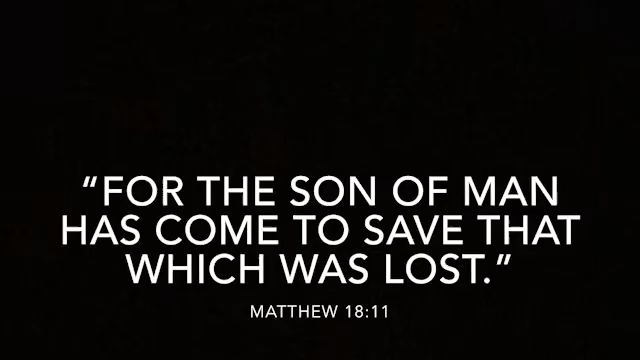 “FOR THE SON OF MAN
HAS COME TO SAVE THAT
WHICH WAS LOST.”
MATTHEW 18:11